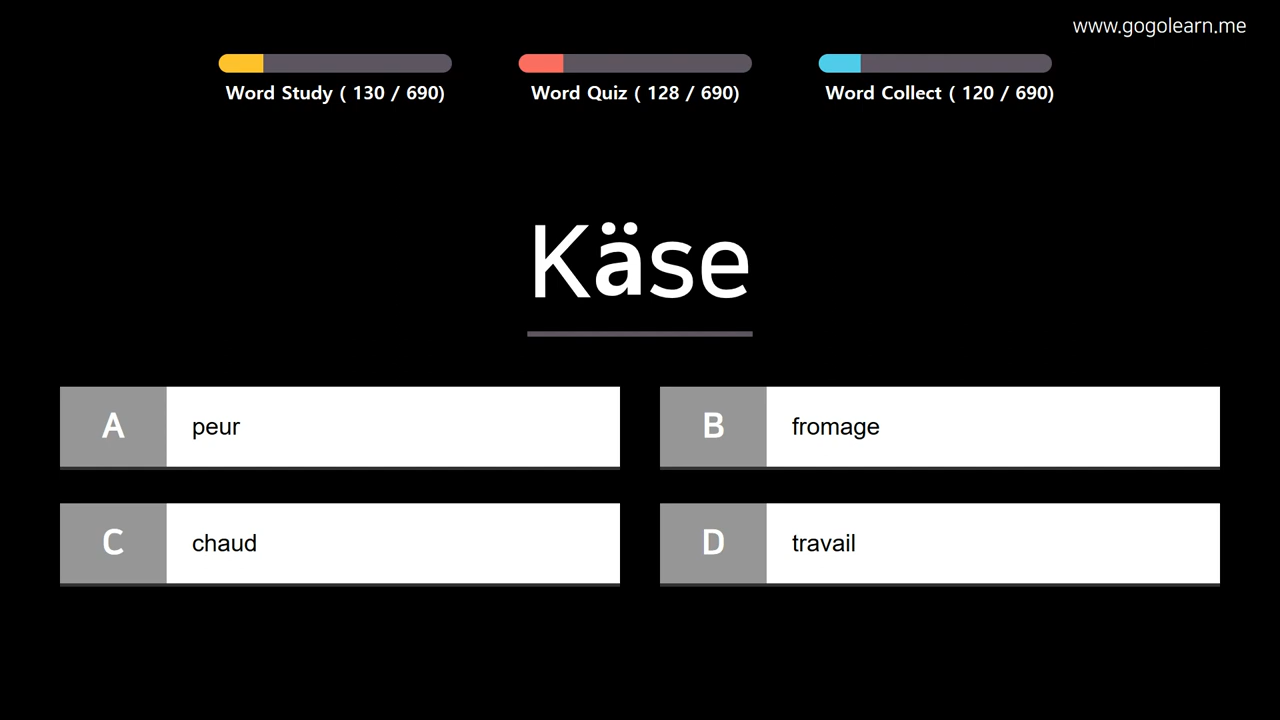 www.gogolearn.me
Word Study ( 130 / 690)
Word Quiz ( 128 / 690)
Word Collect ( 120 / 690)
Käse
A peur
B fromage
C chaud
D travail